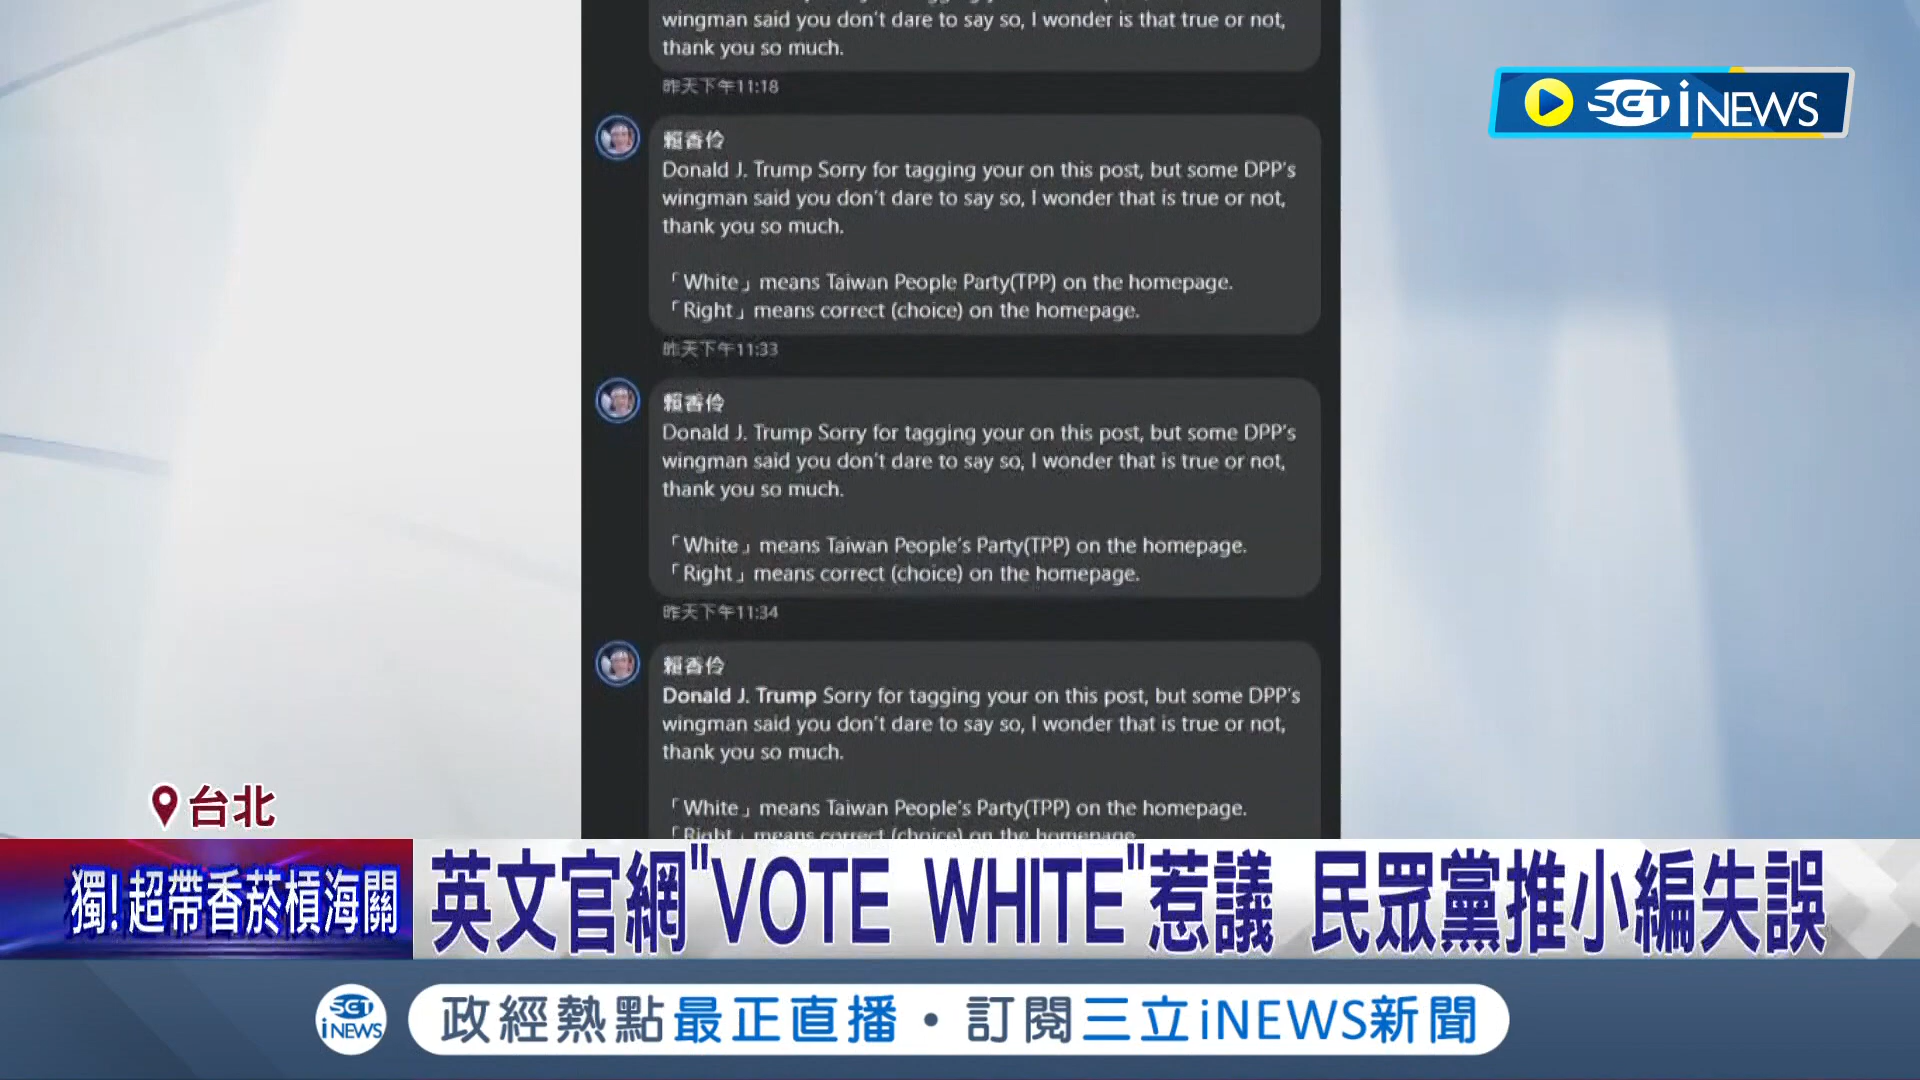 wingman said you don't dare to say so, I wonder is that true or not,
thank you so much.
昨天下午11:18
賴香伶
Donald J. Trump Sorry for tagging your on this post, but some DPP's
wingman said you don't dare to say so, I wonder that is true or not,
thank you so much.
「White」means Taiwan People Party(TPP) on the homepage.
「Right」means correct (choice) on the homepage.
昨天下午11:33
賴香伶
Donald J. Trump Sorry for tagging your on this post, but some DPP's
wingman said you don't dare to say so, I wonder that is true or not,
thank you so much.
「White」means Taiwan People's Party(TPP) on the homepage.
「Right」means correct (choice) on the homepage.
昨天下午11:34
賴香伶
Donald J. Trump Sorry for tagging your on this post, but some DPP's
wingman said you don't dare to say so, I wonder that is true or not,
thank you so much.
「White」means Taiwan People's Party(TPP) on the homepage.
「Right」means correct (choice) on the homepage.
SET iNEWS
台北
獨!超帶香菸槓海關
英文官網"VOTE WHITE"惹議 民眾黨推小編失誤
SET iNEWS
政經熱點最正直播・訂閱三立iNEWS新聞